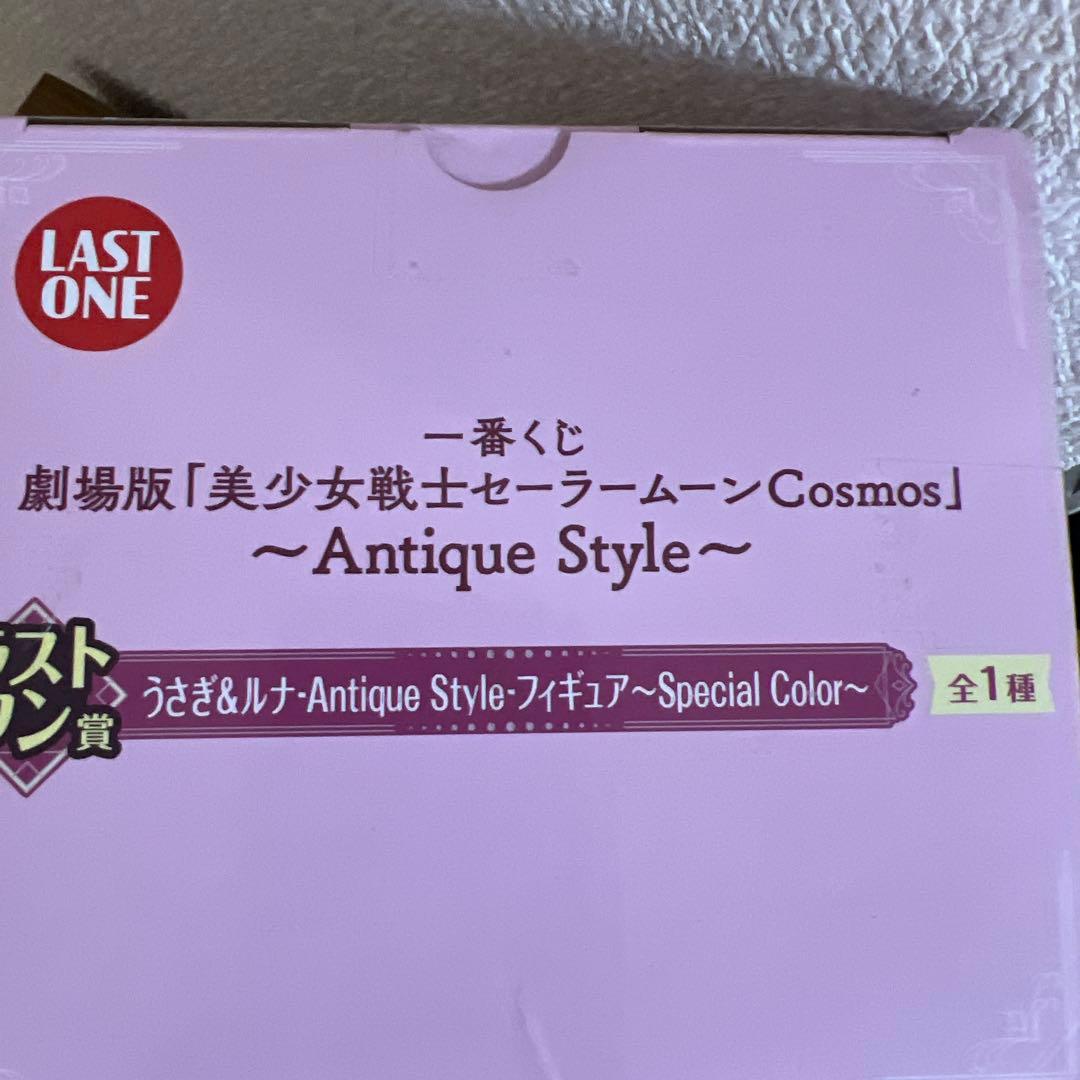 LAST
ONE
一番くじ
劇場版「美少女戦士セーラームーンCosmos」
～Antique Style～
ラスト
ワン賞
うさぎ&ルナ-Antique Style-フィギュア～Special Color～
全1種